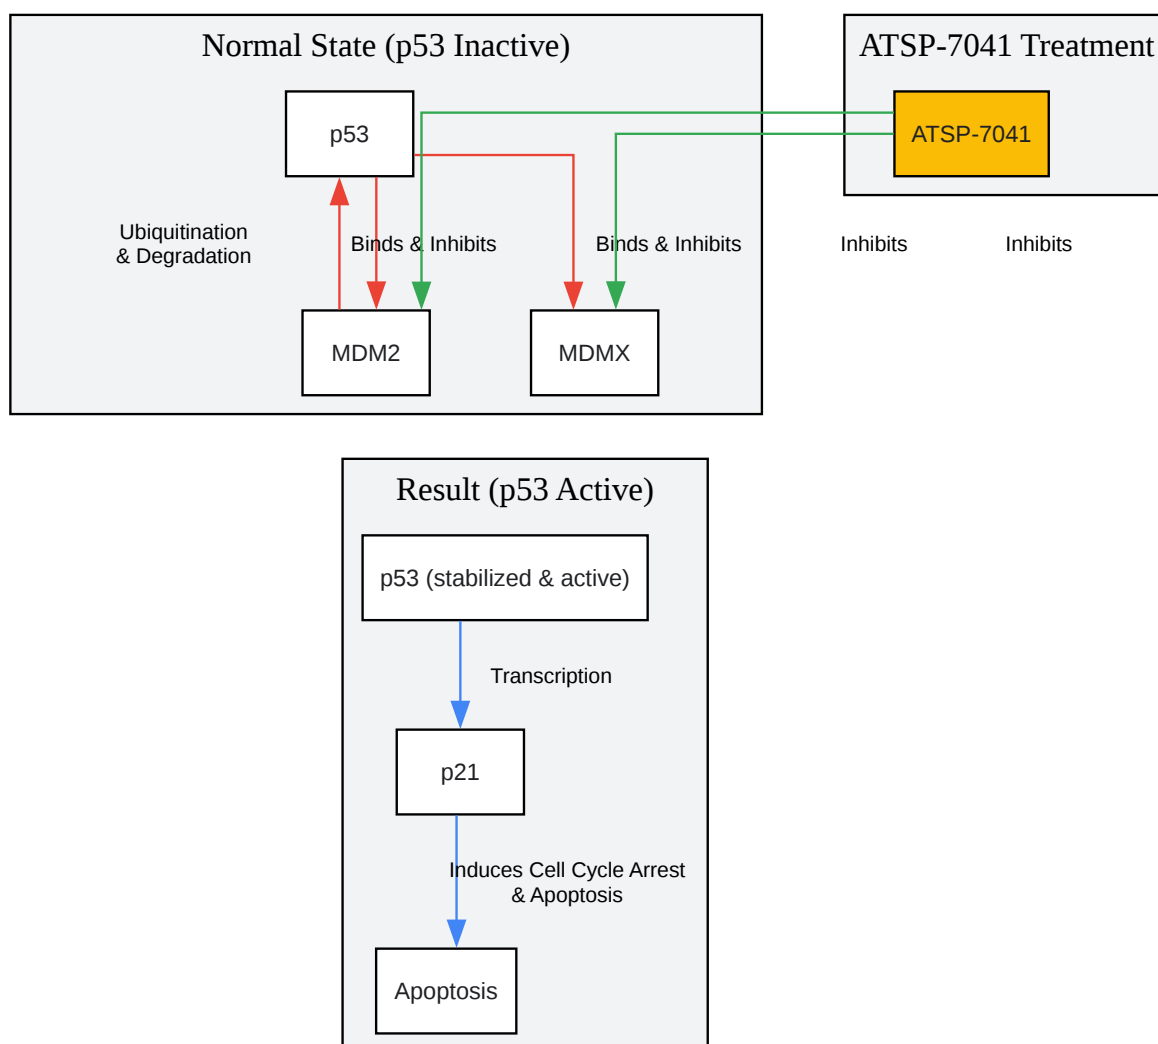 Normal State (p53 Inactive)
ATSP-7041 Treatment
p53
ATSP-7041
Ubiquitination
& Degradation
Binds & Inhibits
Binds & Inhibits
Inhibits
Inhibits
MDM2
MDMX
Result (p53 Active)
p53 (stabilized & active)
Transcription
p21
Induces Cell Cycle Arrest
& Apoptosis
Apoptosis